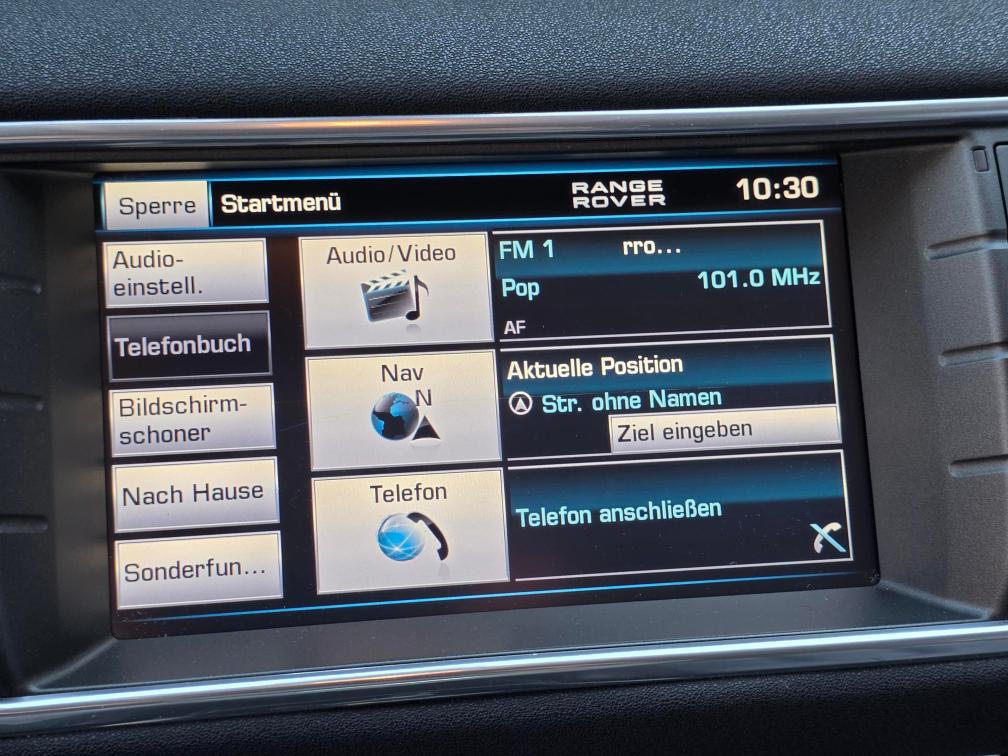 Sperre
Startmenü
RANGE
ROVER
10:30
Audio-
einstell.
Telefonbuch
Bildschirm-
schoner
Nach Hause
Sonderfun...
Audio/Video
Nav
N
Telefon
FM 1
rro...
Pop
101.0 MHz
AF
Aktuelle Position
Str. ohne Namen
Ziel eingeben
Telefon anschließen